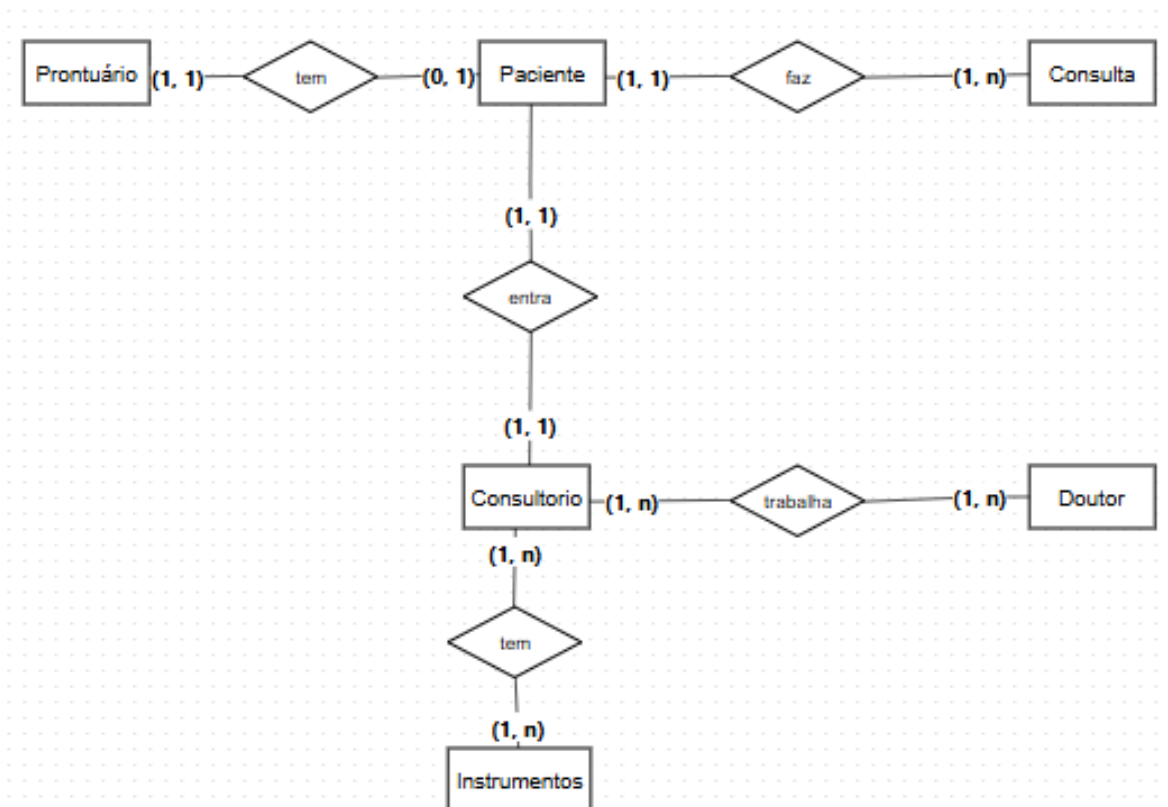 Prontuário (1, 1) tem (0, 1) Paciente (1, 1) faz (1, n) Consulta
(1, 1)
entra
(1, 1)
Consultorio (1, n) trabalha (1, n) Doutor
(1, n)
tem
(1, n)
Instrumentos